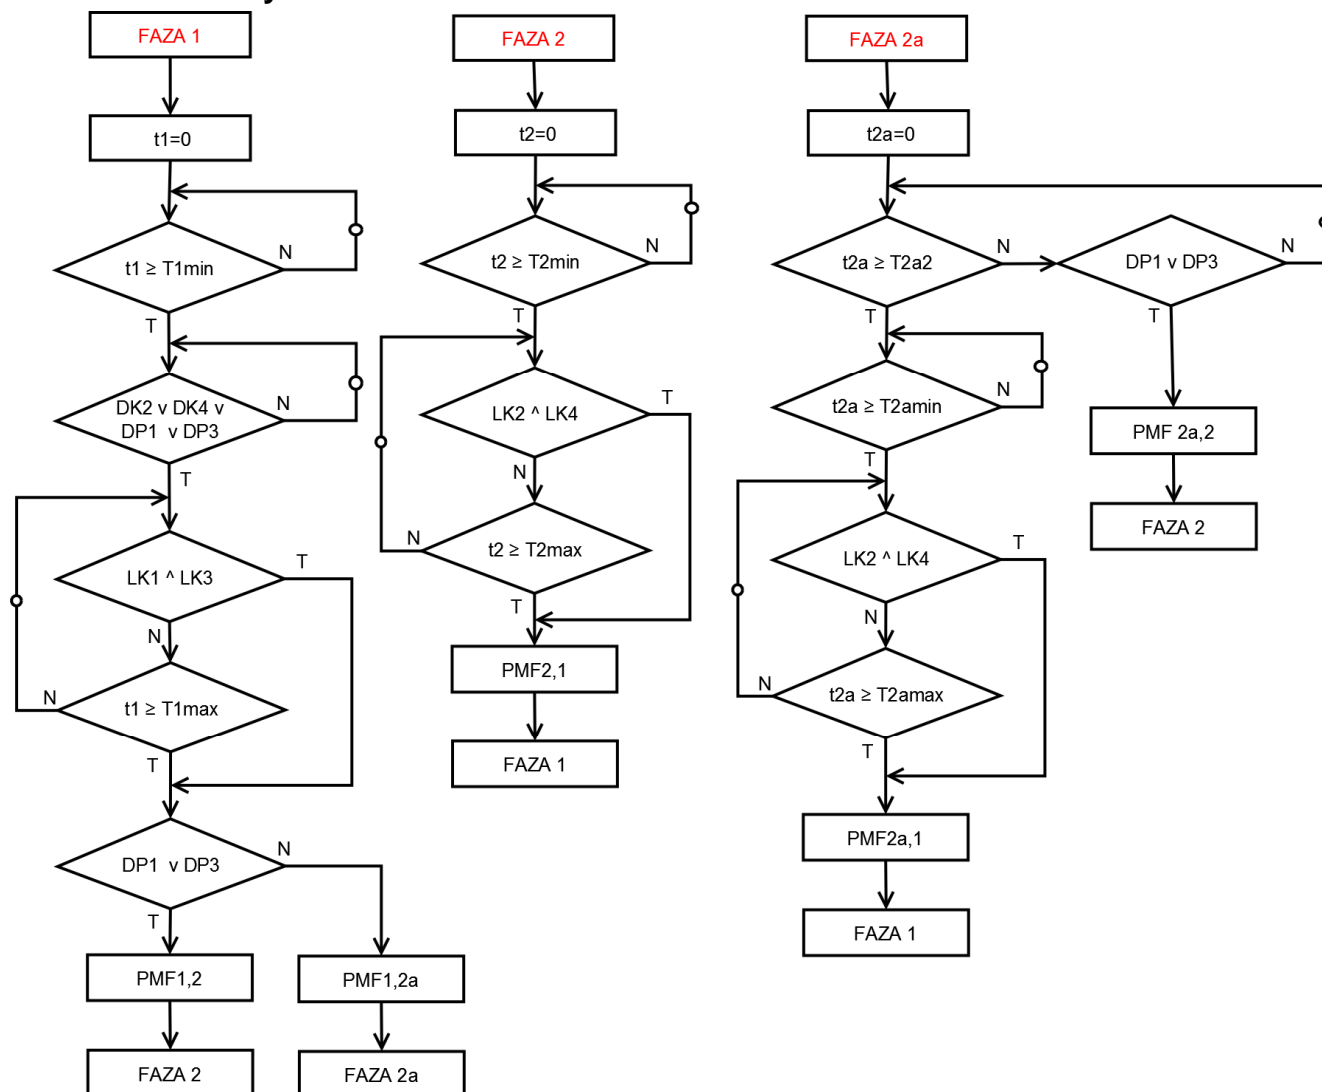 FAZA 1
t1=0
t1 ≥ T1min
N
T
DK2 v DK4 v
DP1 v DP3
N
T
LK1 ^ LK3
T
N
t1 ≥ T1max
N
T
DP1 v DP3
N
T
PMF1,2
PMF1,2a
FAZA 2
FAZA 2a
FAZA 2
t2=0
t2 ≥ T2min
N
T
LK2 ^ LK4
T
N
t2 ≥ T2max
N
T
PMF2,1
FAZA 1
FAZA 2a
t2a=0
t2a ≥ T2a2
N
DP1 v DP3
N
T
T
t2a ≥ T2amin
N
T
PMF 2a,2
FAZA 2
LK2 ^ LK4
T
N
t2a ≥ T2amax
N
T
PMF2a,1
FAZA 1